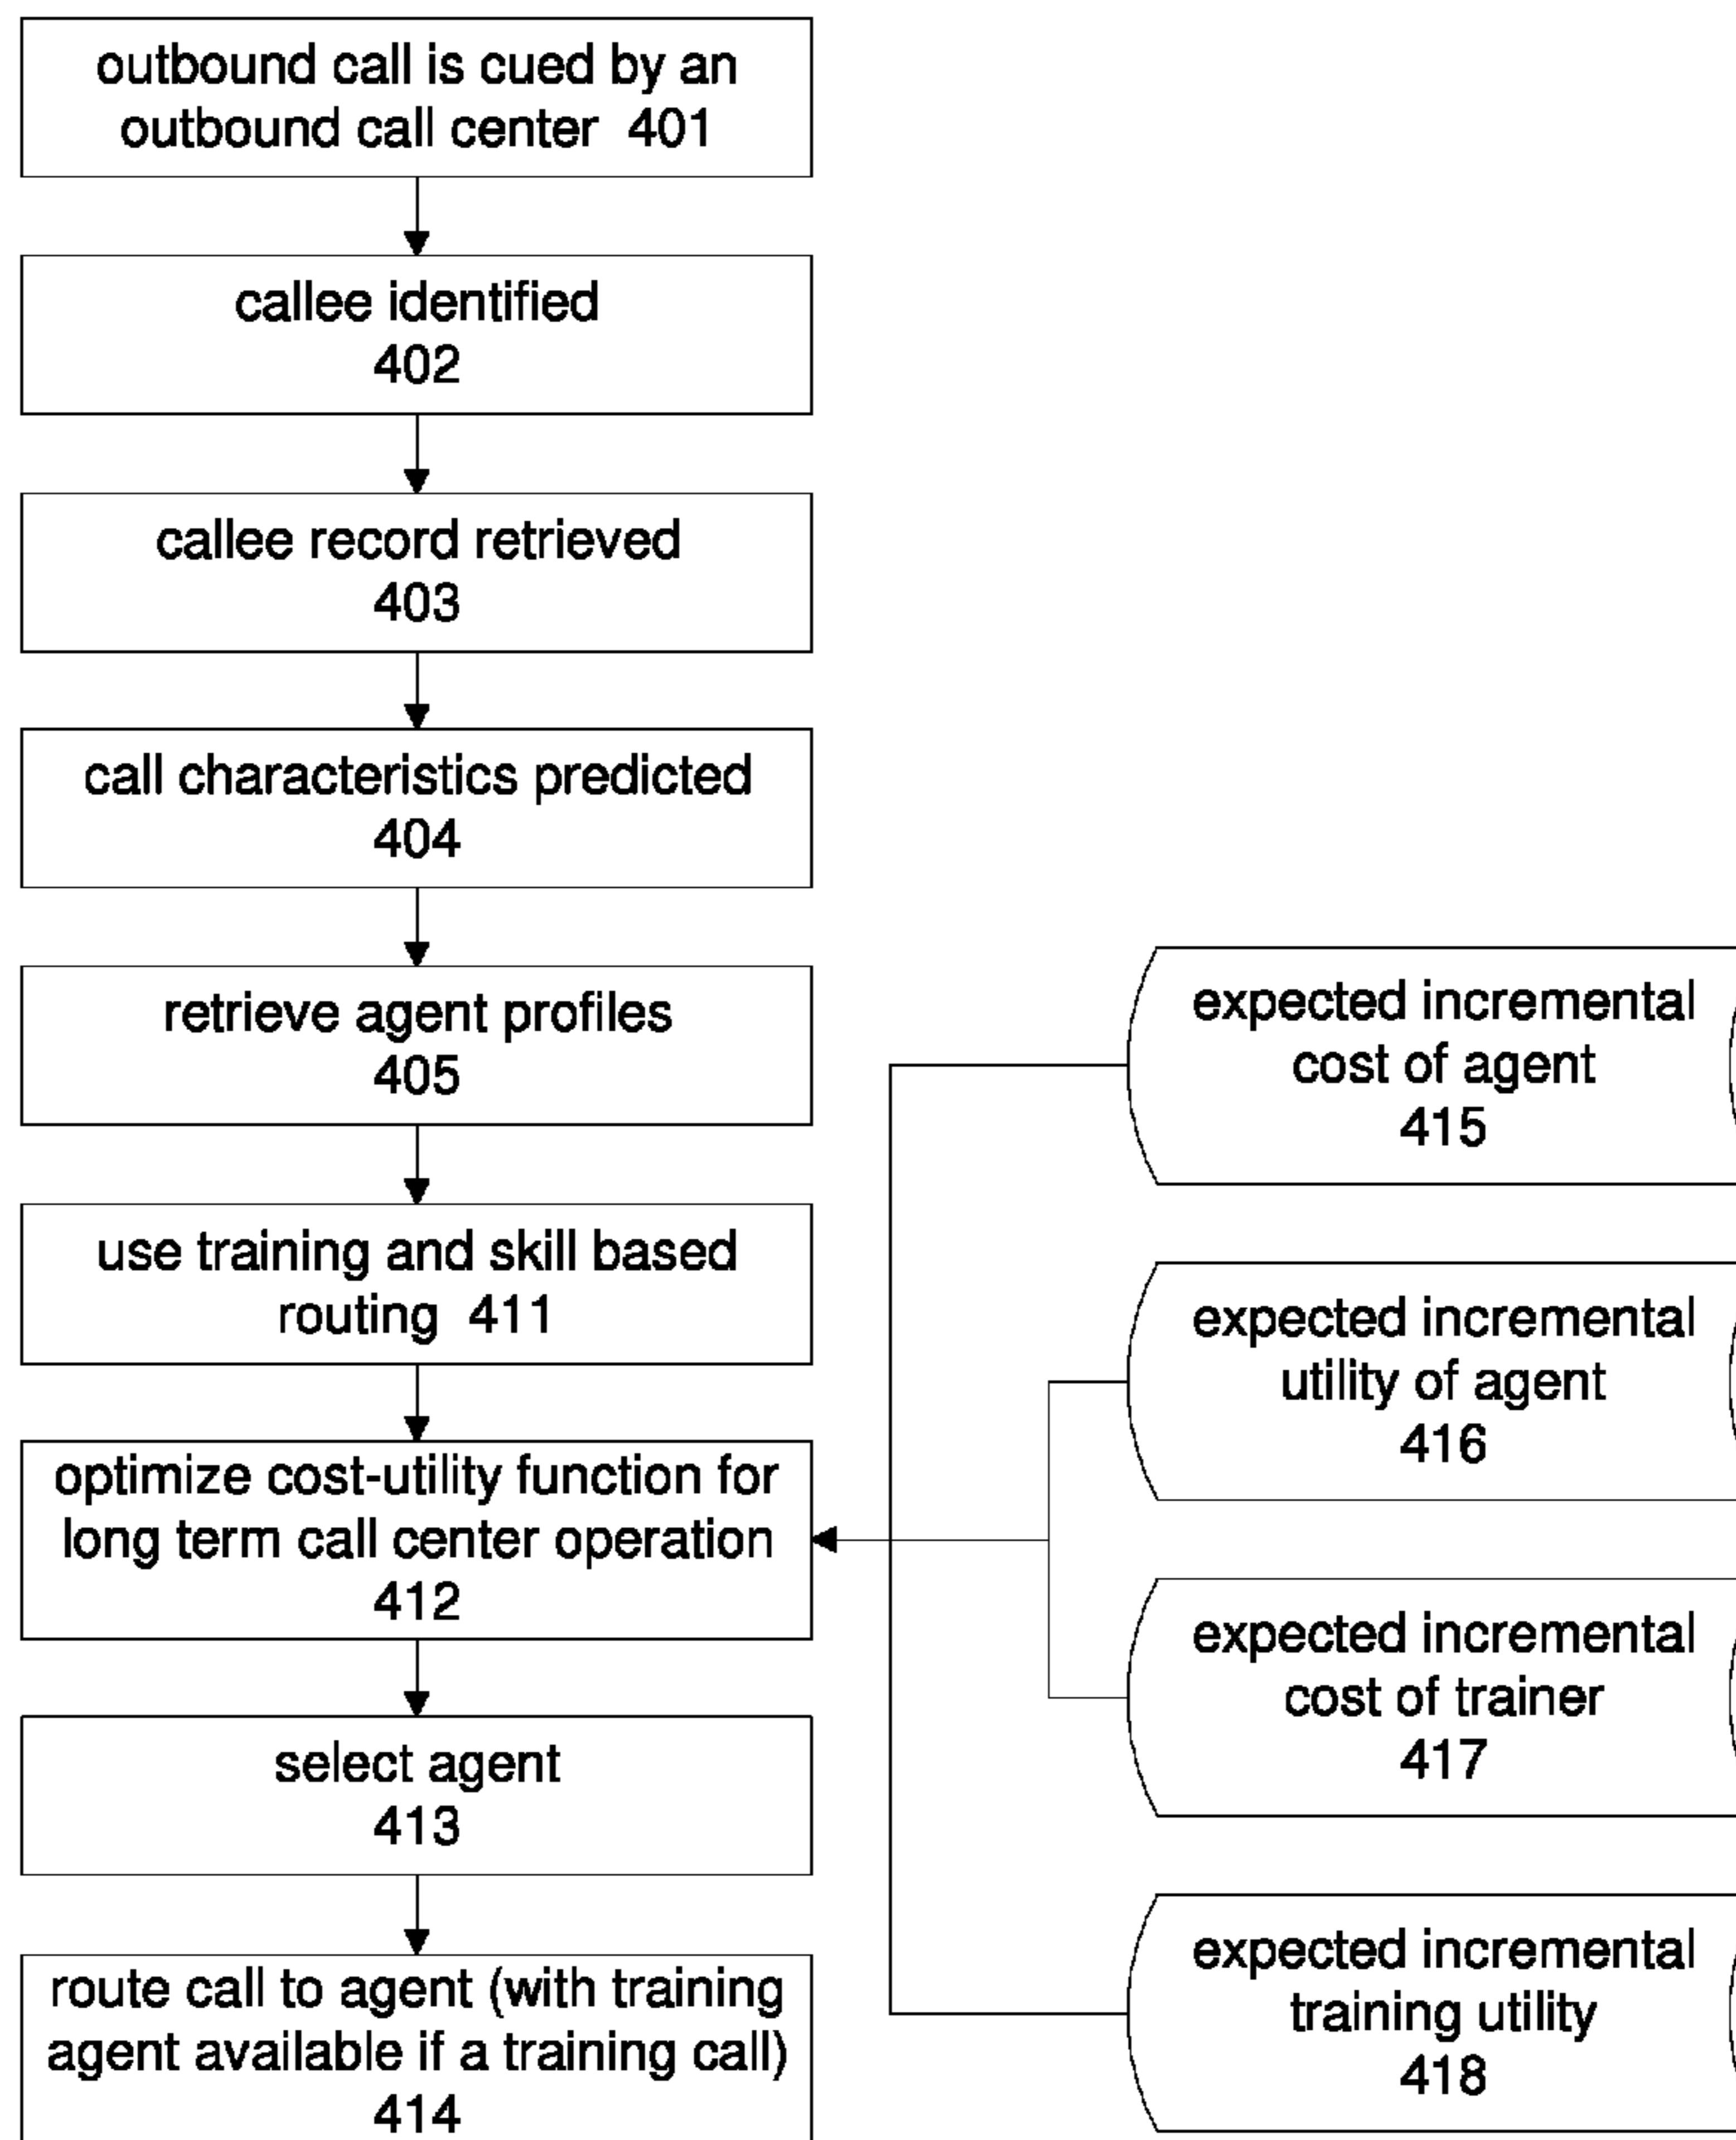 outbound call is cued by an
outbound call center 401
callee identified
402
callee record retrieved
403
call characteristics predicted
404
retrieve agent profiles
405
use training and skill based
routing 411
optimize cost-utility function for
long term call center operation
412
select agent
413
route call to agent (with training
agent available if a training call)
414
expected incremental
cost of agent
415
expected incremental
utility of agent
416
expected incremental
cost of trainer
417
expected incremental
training utility
418